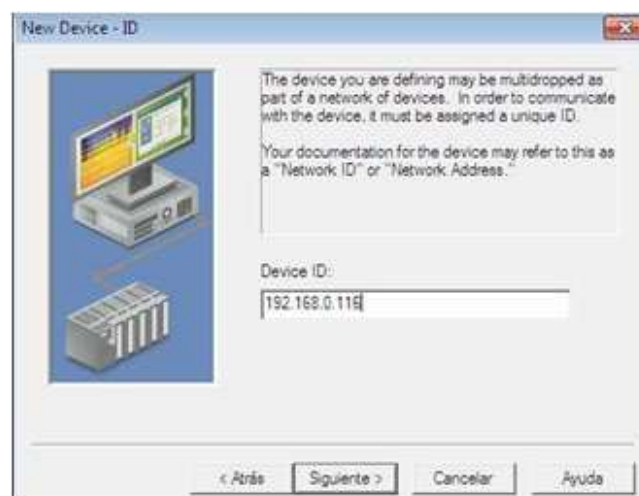 New Device - ID
The device you are defining may be multidropped as
part of a network of devices.  In order to communicate
with the device, it must be assigned a unique ID.
Your documentation for the device may refer to this as
a "Network ID" or "Network Address."
Device ID:
192.168.0.116
< Atrás
Siguiente >
Cancelar
Ayuda